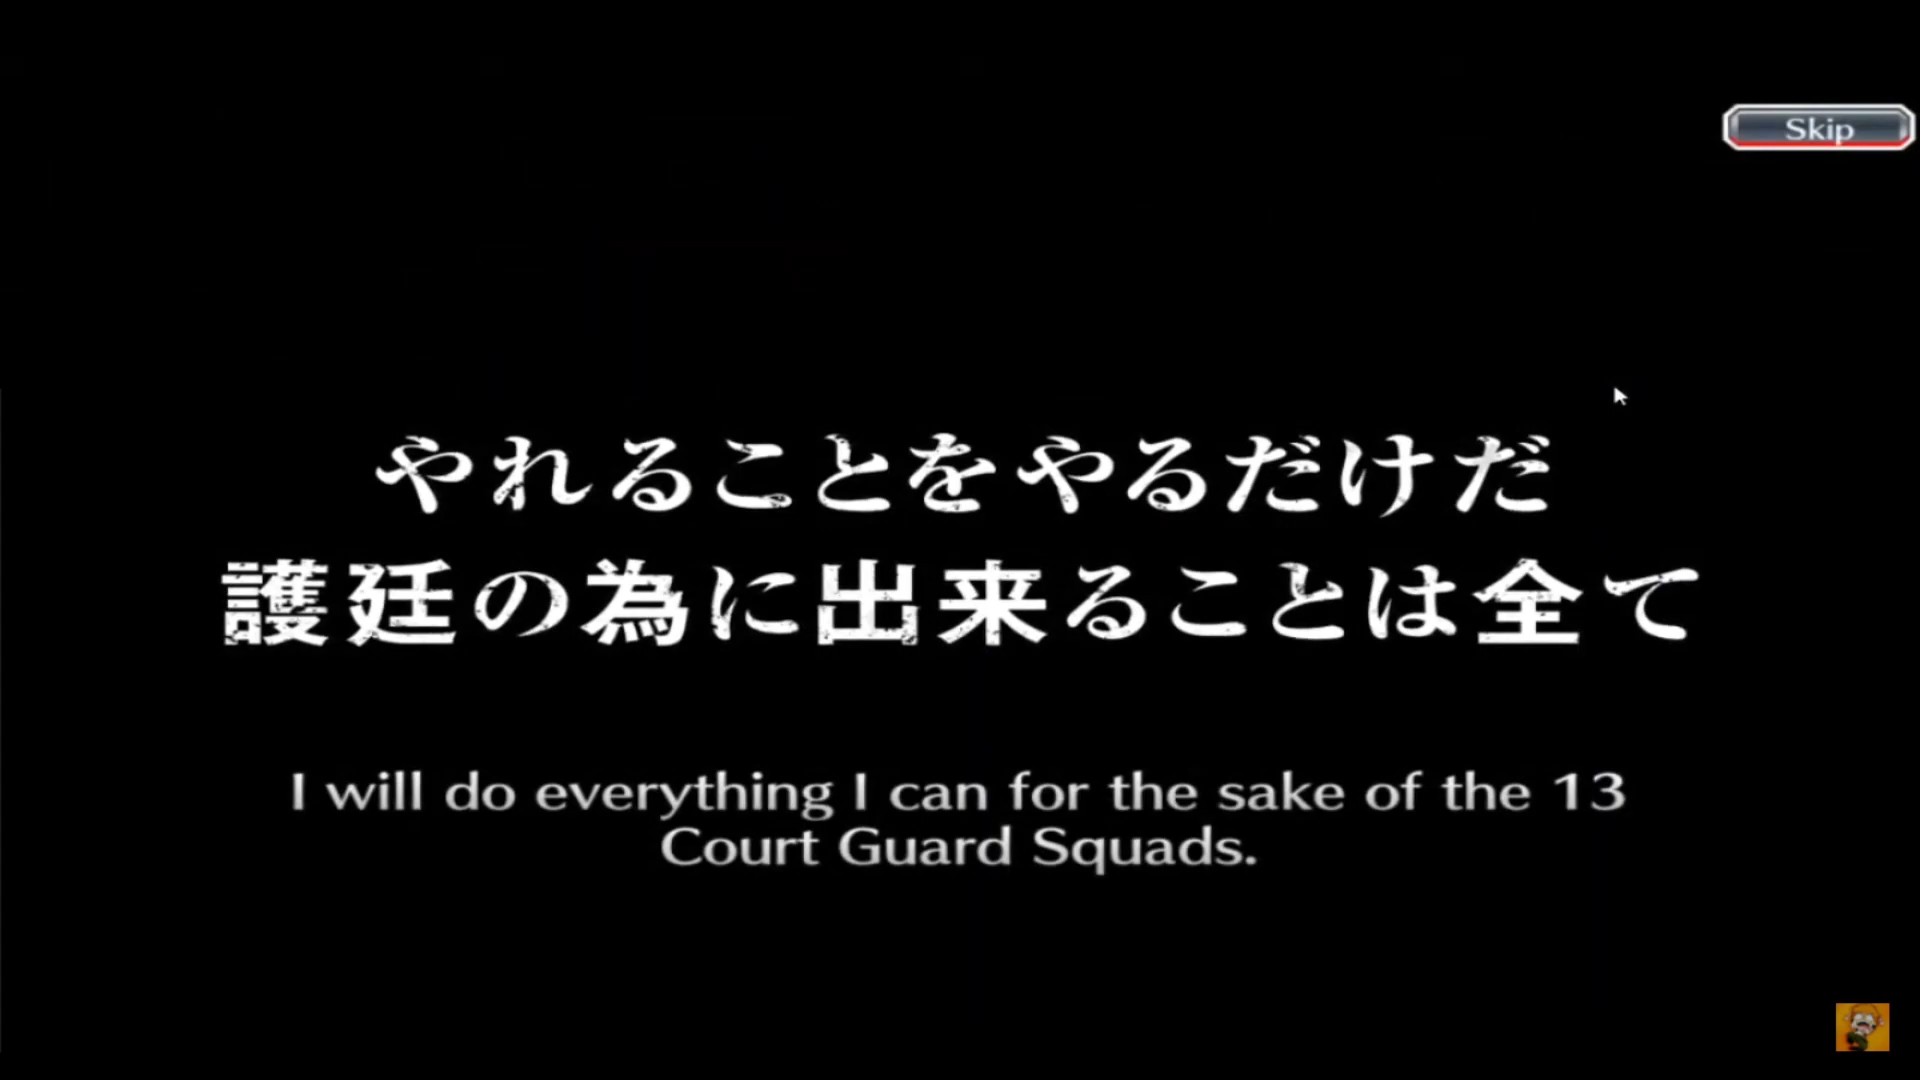 Skip
やれることをやるだけだ
護廷の為に出来ることは全て
I will do everything I can for the sake of the 13
Court Guard Squads.